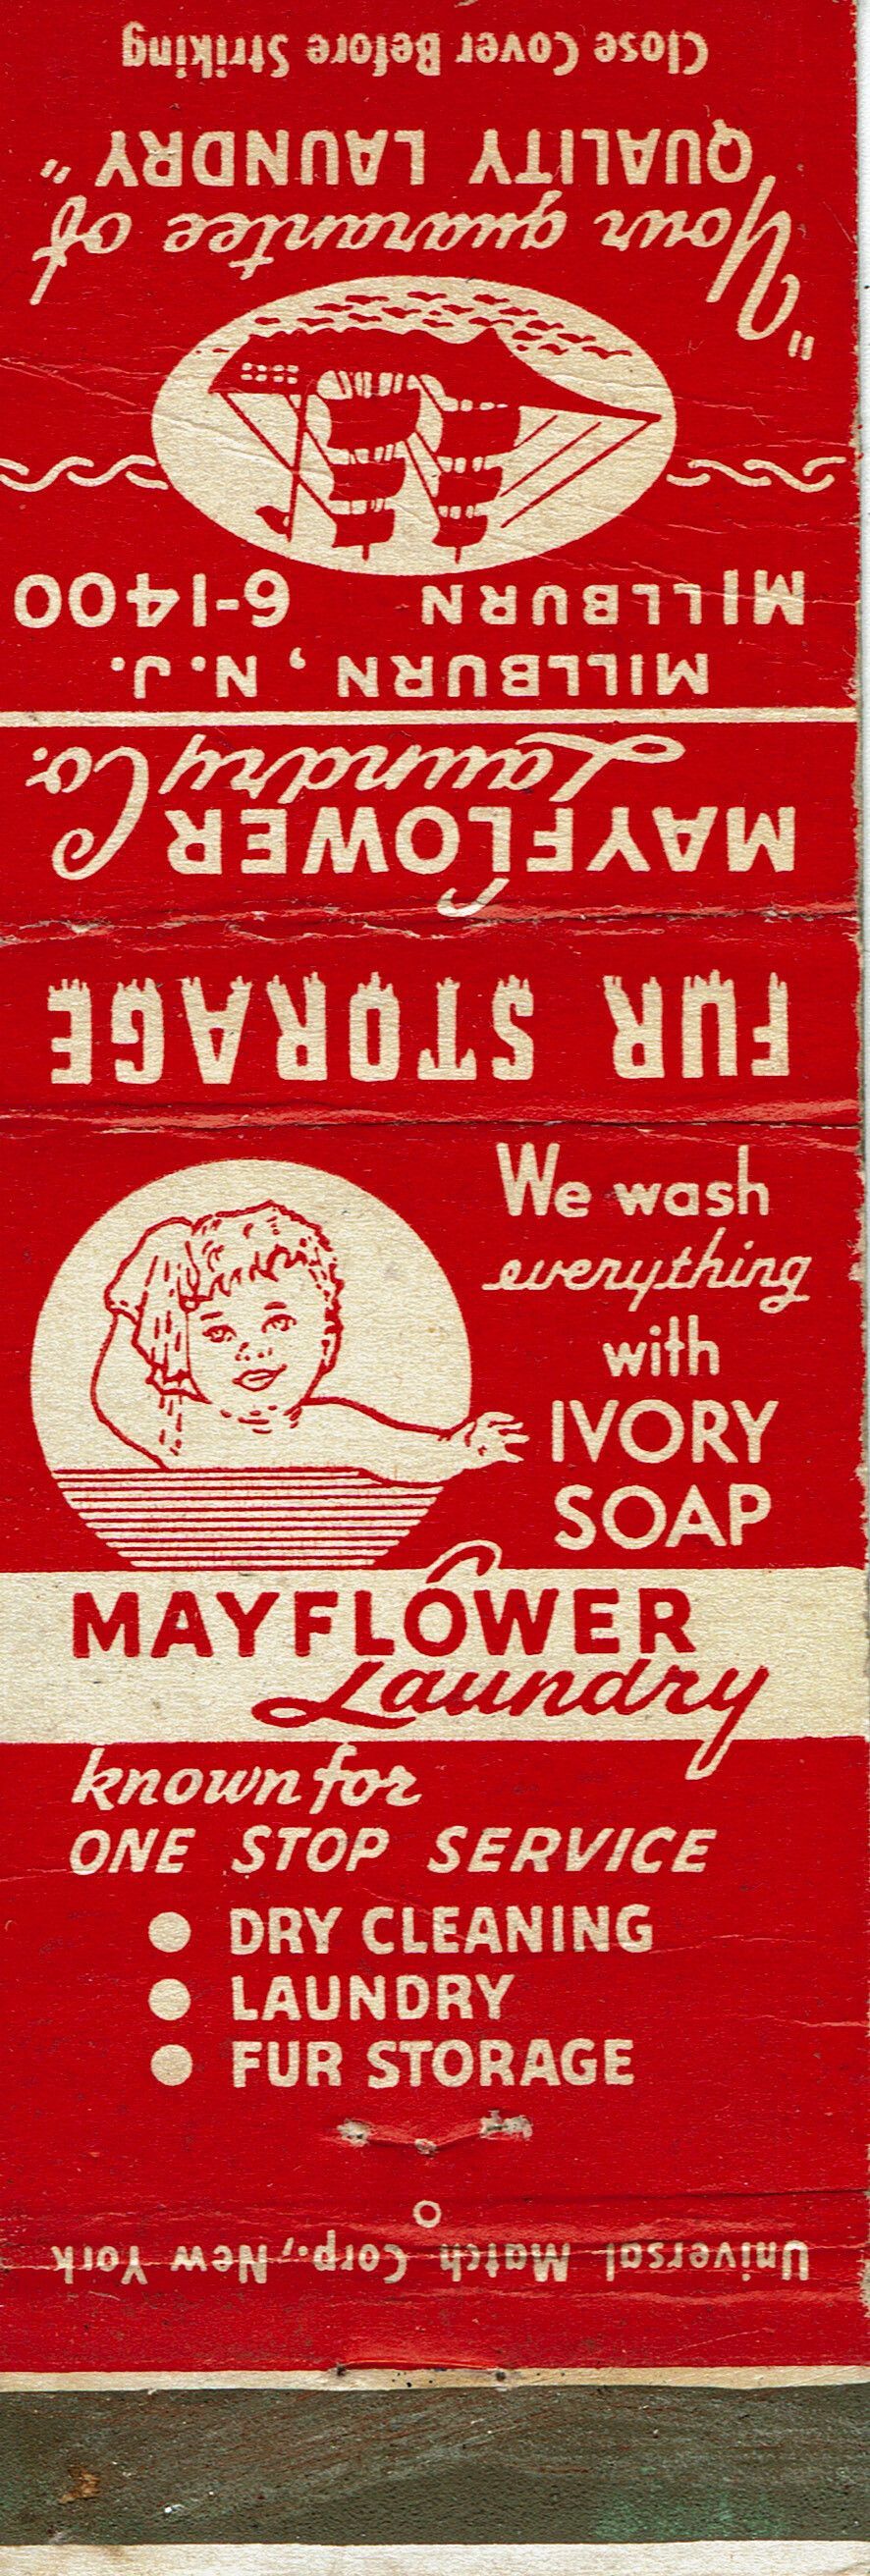 Close Cover Before Striking
"Your guarantee of
QUALITY LAUNDRY"
MILLBURN 6-1400
MILLBURN, N.J.
MAYFLOWER
Laundry Co.
FUR STORAGE
We wash
everything
with
IVORY
SOAP
MAYFLOWER
Laundry
known for
ONE STOP SERVICE
● DRY CLEANING
● LAUNDRY
● FUR STORAGE
Universal Match Corp., New York